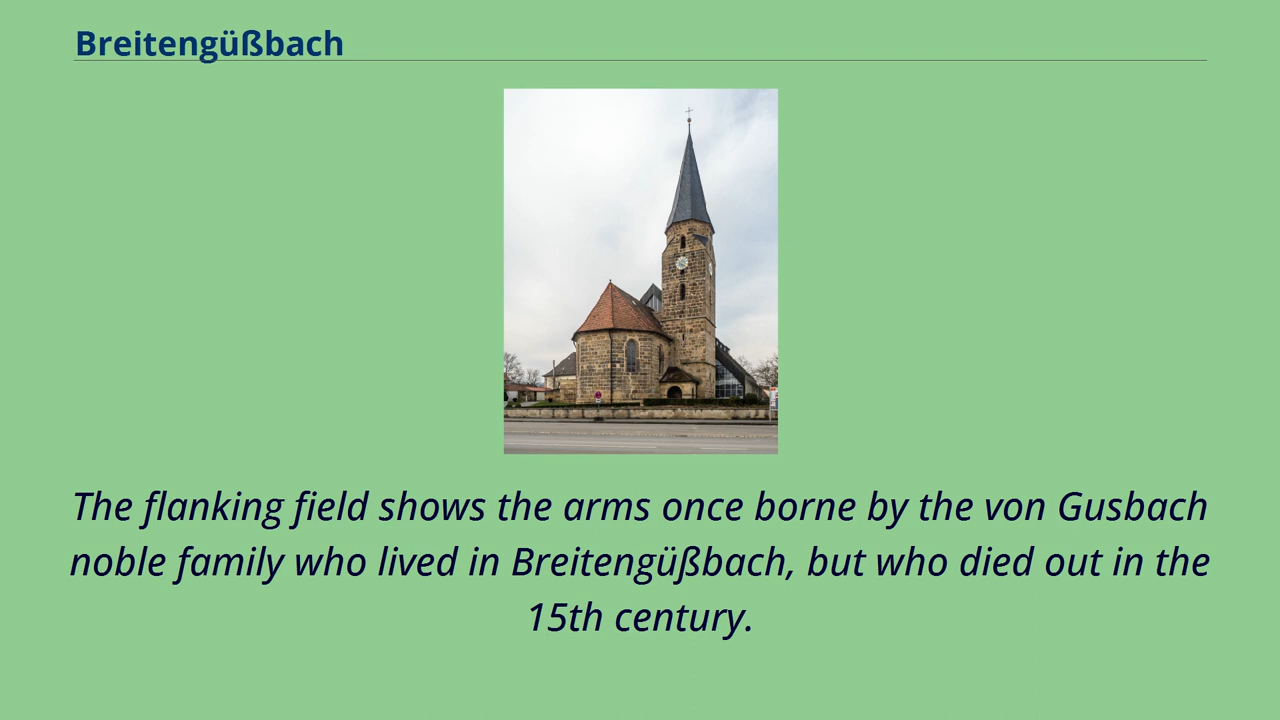 Breitengüßbach
The flanking field shows the arms once borne by the von Gusbach
noble family who lived in Breitengüßbach, but who died out in the
15th century.